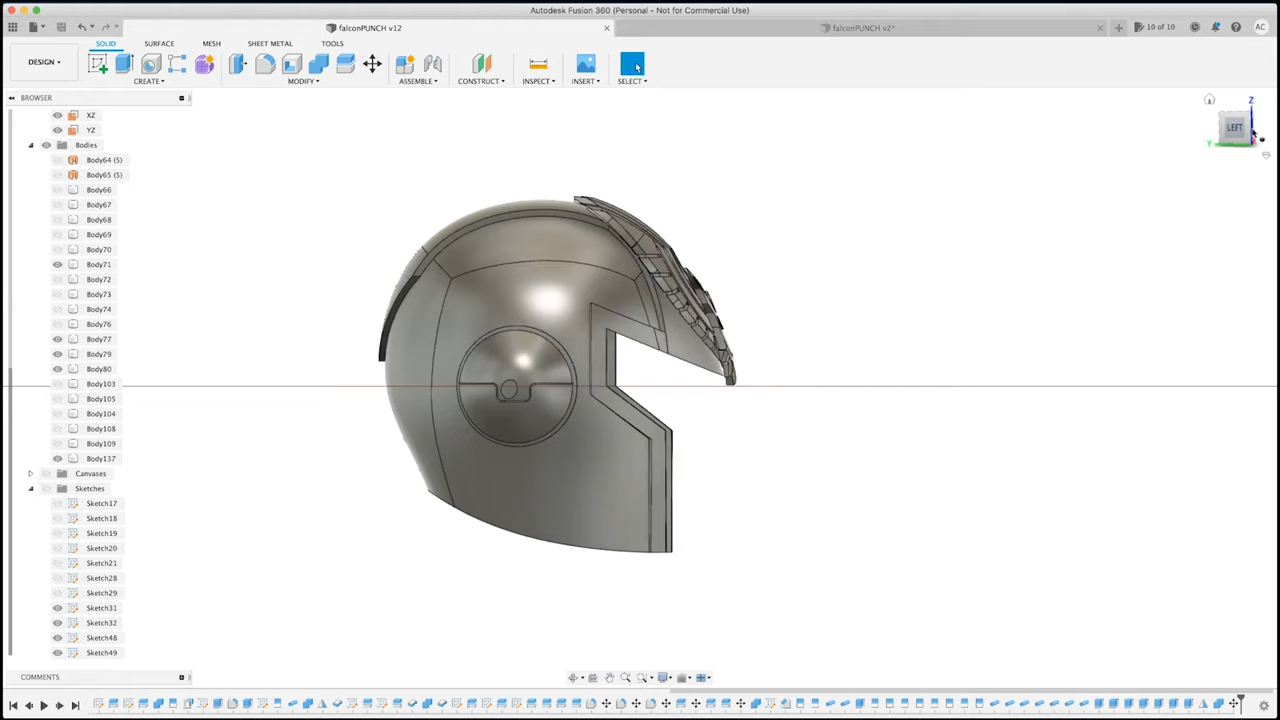 Autodesk Fusion 360 (Personal - Not for Commercial Use)
falconPUNCH v12
falconPUNCH v2*
10 of 10
AC
SOLID
SURFACE
MESH
SHEET METAL
TOOLS
DESIGN
CREATE
MODIFY
ASSEMBLE
CONSTRUCT
INSPECT
INSERT
SELECT
BROWSER
XZ
YZ
Bodies
Body64 (5)
Body65 (5)
Body66
Body67
Body68
Body69
Body70
Body71
Body72
Body73
Body74
Body76
Body77
Body79
Body80
Body103
Body105
Body104
Body108
Body109
Body137
Canvases
Sketches
Sketch17
Sketch18
Sketch19
Sketch20
Sketch21
Sketch28
Sketch29
Sketch31
Sketch32
Sketch48
Sketch49
Z
LEFT
Y
COMMENTS